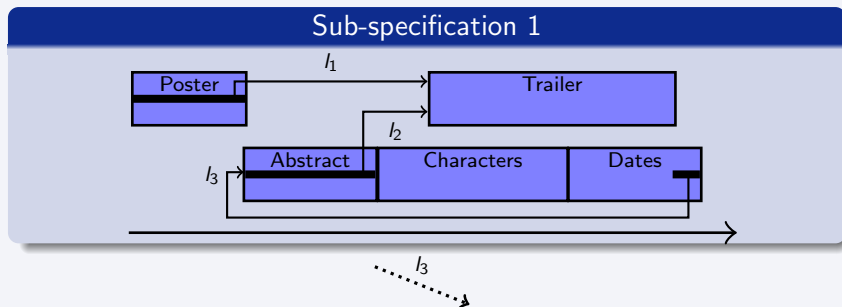 Sub-specification 1
l₁
Poster
Trailer
l₂
Abstract
Characters
Dates
l₃
l₃